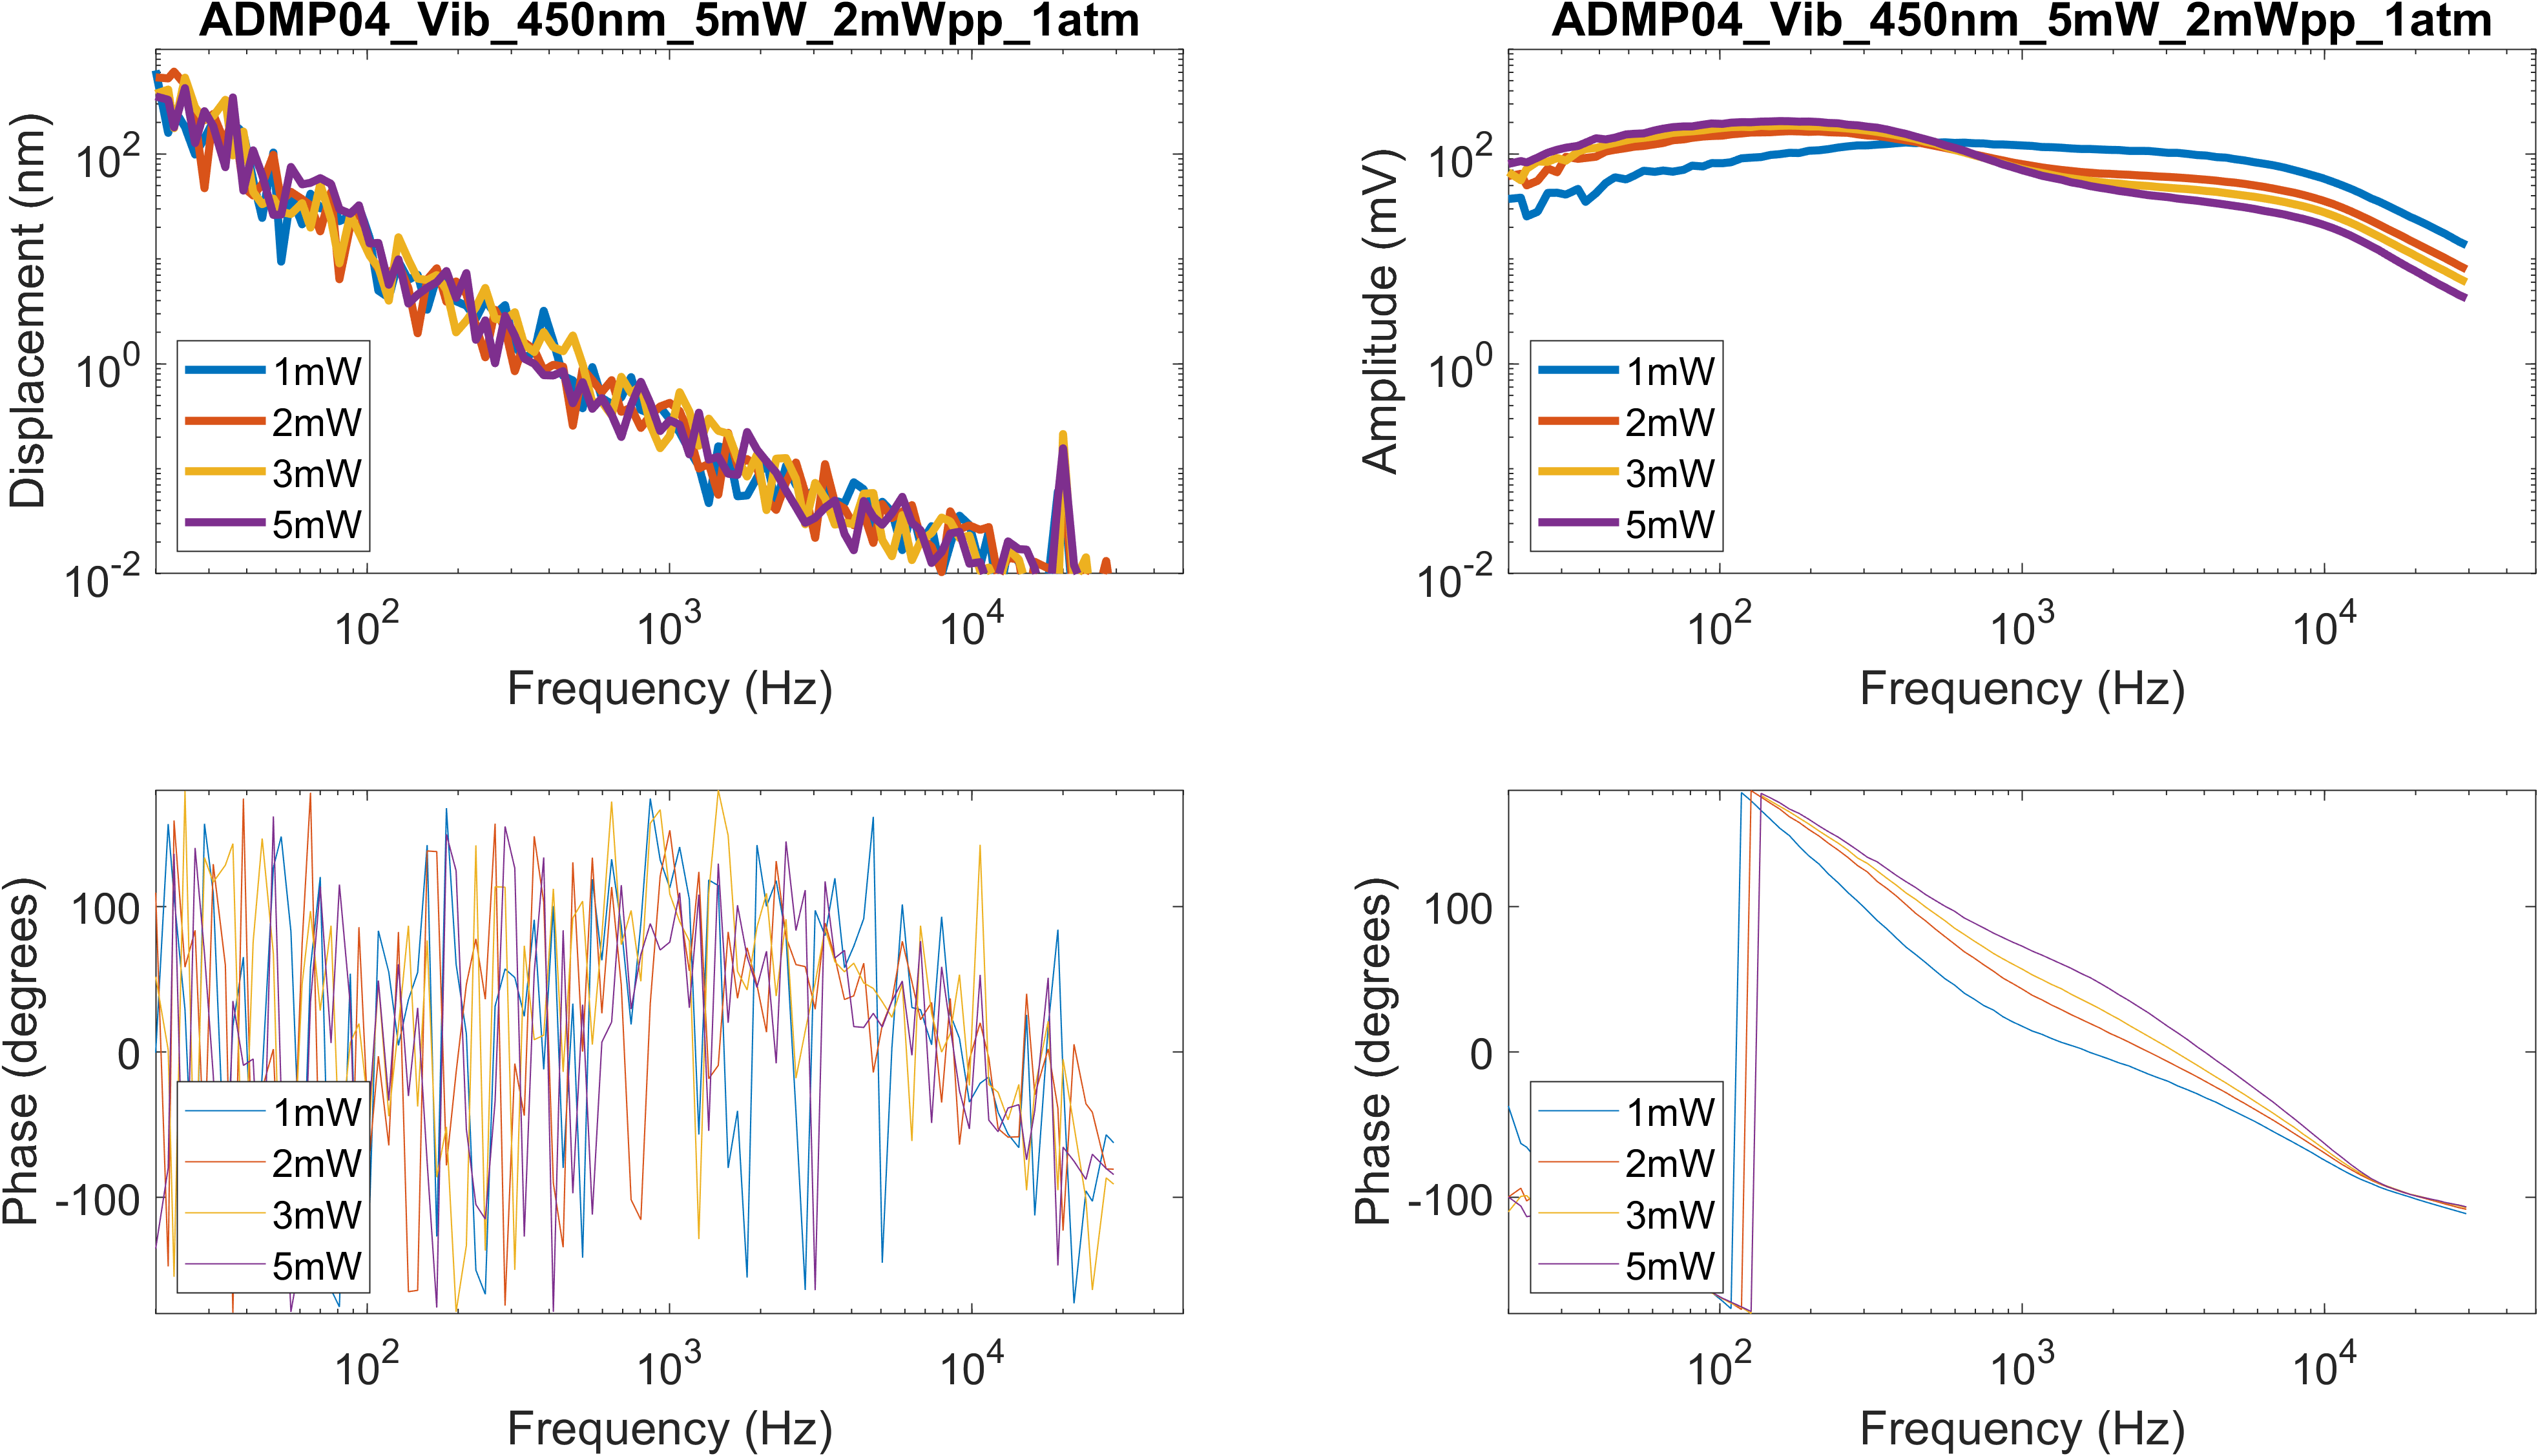 ADMP04_Vib_450nm_5mW_2mWpp_1atm
Displacement (nm)
10^2
10^0
10^-2
1mW
2mW
3mW
5mW
10^2
10^3
10^4
Frequency (Hz)
ADMP04_Vib_450nm_5mW_2mWpp_1atm
Amplitude (mV)
10^2
10^0
10^-2
1mW
2mW
3mW
5mW
10^2
10^3
10^4
Frequency (Hz)
Phase (degrees)
100
0
-100
1mW
2mW
3mW
5mW
10^2
10^3
10^4
Frequency (Hz)
Phase (degrees)
100
0
-100
1mW
2mW
3mW
5mW
10^2
10^3
10^4
Frequency (Hz)